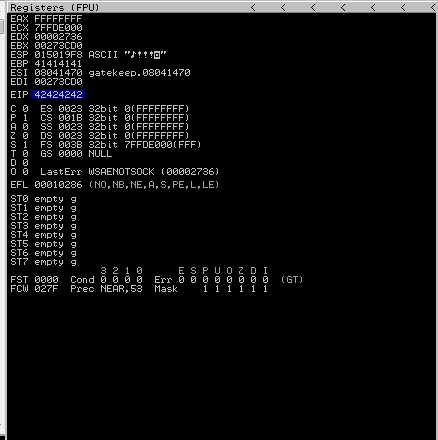 Registers (FPU) < < < < < <
EAX FFFFFFFF
ECX 7FFDE000
EDX 00002736
EBX 00273CD0
ESP 015019F8 ASCII "♪!!!◘"
EBP 41414141
ESI 08041470 gatekeep.08041470
EDI 00273CD0
EIP 42424242
C 0 ES 0023 32bit 0(FFFFFFFF)
P 1 CS 001B 32bit 0(FFFFFFFF)
A 0 SS 0023 32bit 0(FFFFFFFF)
Z 0 DS 0023 32bit 0(FFFFFFFF)
S 1 FS 003B 32bit 7FFDE000(FFF)
T 0 GS 0000 NULL
D 0
O 0 LastErr WSAENOTSOCK (00002736)
EFL 00010286 (NO,NB,NE,A,S,PE,L,LE)
ST0 empty g
ST1 empty g
ST2 empty g
ST3 empty g
ST4 empty g
ST5 empty g
ST6 empty g
ST7 empty g
3 2 1 0 E S P U O Z D I
FST 0000 Cond 0 0 0 0 Err 0 0 0 0 0 0 0 0 (GT)
FCW 027F Prec NEAR,53 Mask 1 1 1 1 1 1